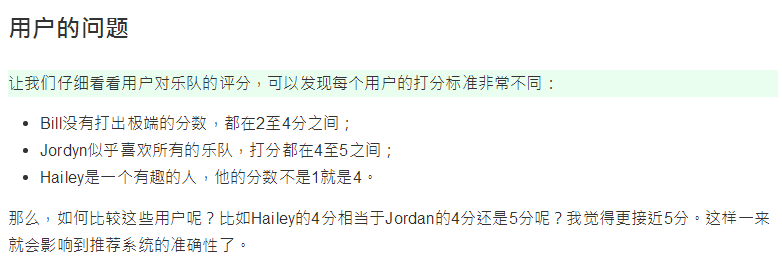 用户的问题
让我们仔细看看用户对乐队的评分，可以发现每个用户的打分标准非常不同：
• Bill没有打出极端的分数，都在2至4分之间；
• Jordyn似乎喜欢所有的乐队，打分都在4至5之间；
• Hailey是一个有趣的人，他的分数不是1就是4。
那么，如何比较这些用户呢？比如Hailey的4分相当于Jordan的4分还是5分呢？我觉得更接近5分。这样一来
就会影响到推荐系统的准确性了。